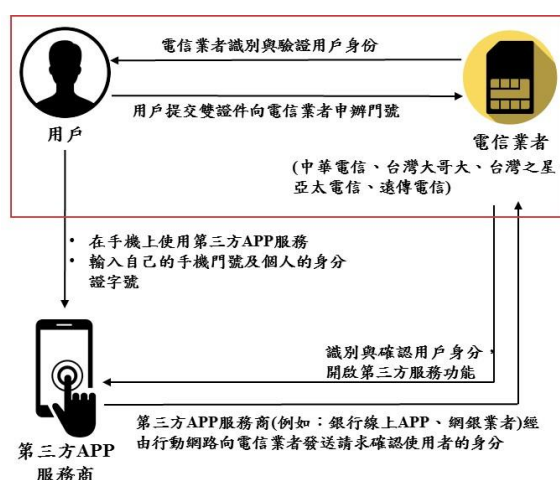 電信業者識別與驗證用戶身份
用戶提交雙證件向電信業者申辦門號
用戶
電信業者
(中華電信、台灣大哥大、台灣之星
亞太電信、遠傳電信)
• 在手機上使用第三方APP服務
• 輸入自己的手機門號及個人的身分
證字號
識別與確認用戶身分，
開啟第三方服務功能
第三方APP服務商(例如：銀行線上APP、網銀業者)經
由行動網路向電信業者發送請求確認使用者的身分
第三方APP
服務商